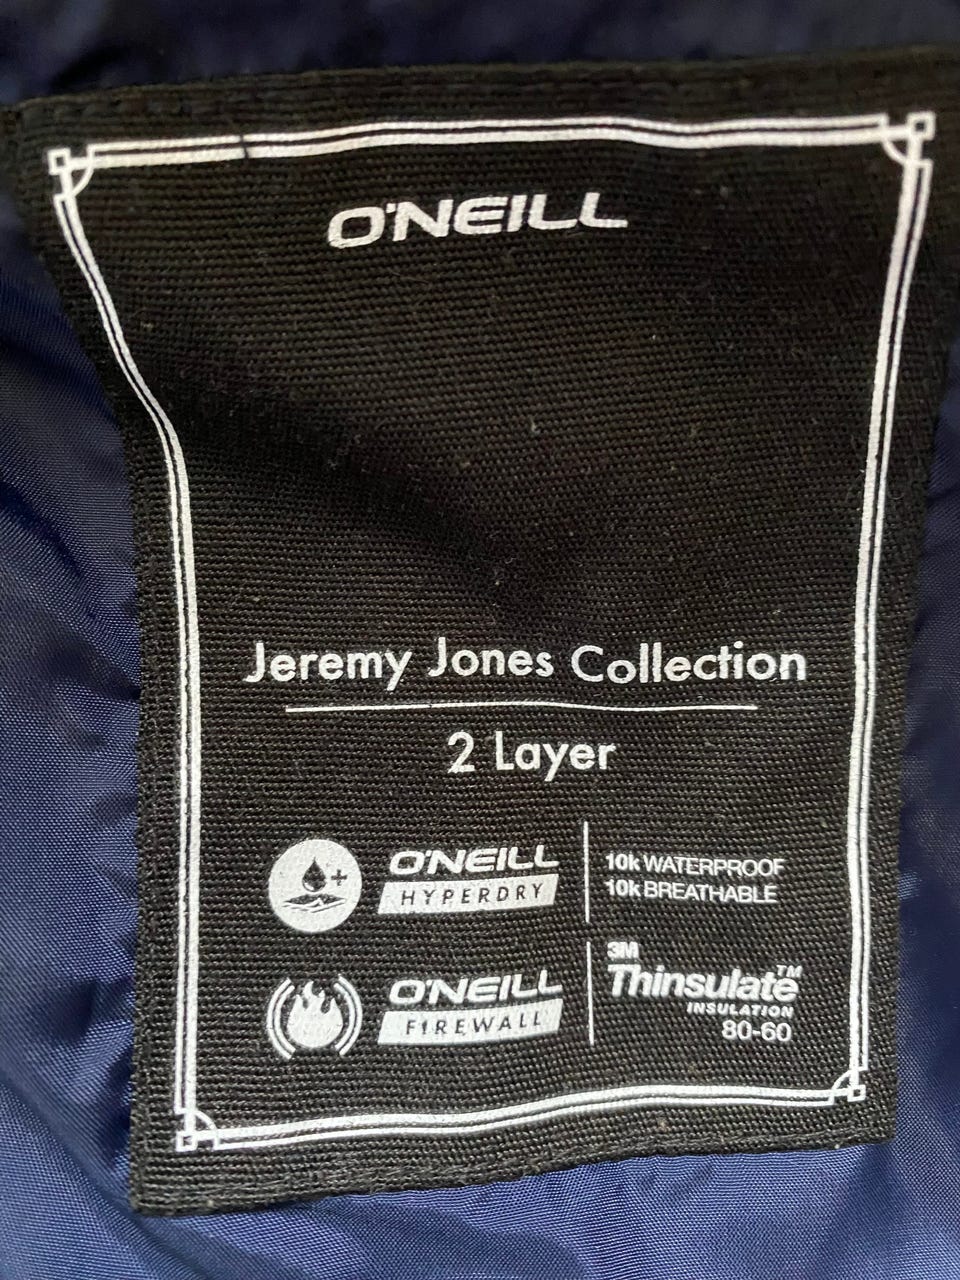 O'NEILL
Jeremy Jones Collection
2 Layer
O'NEILL
HYPERDRY
10k WATERPROOF
10k BREATHABLE
O'NEILL
FIREWALL
3M
Thinsulate™
INSULATION
80-60